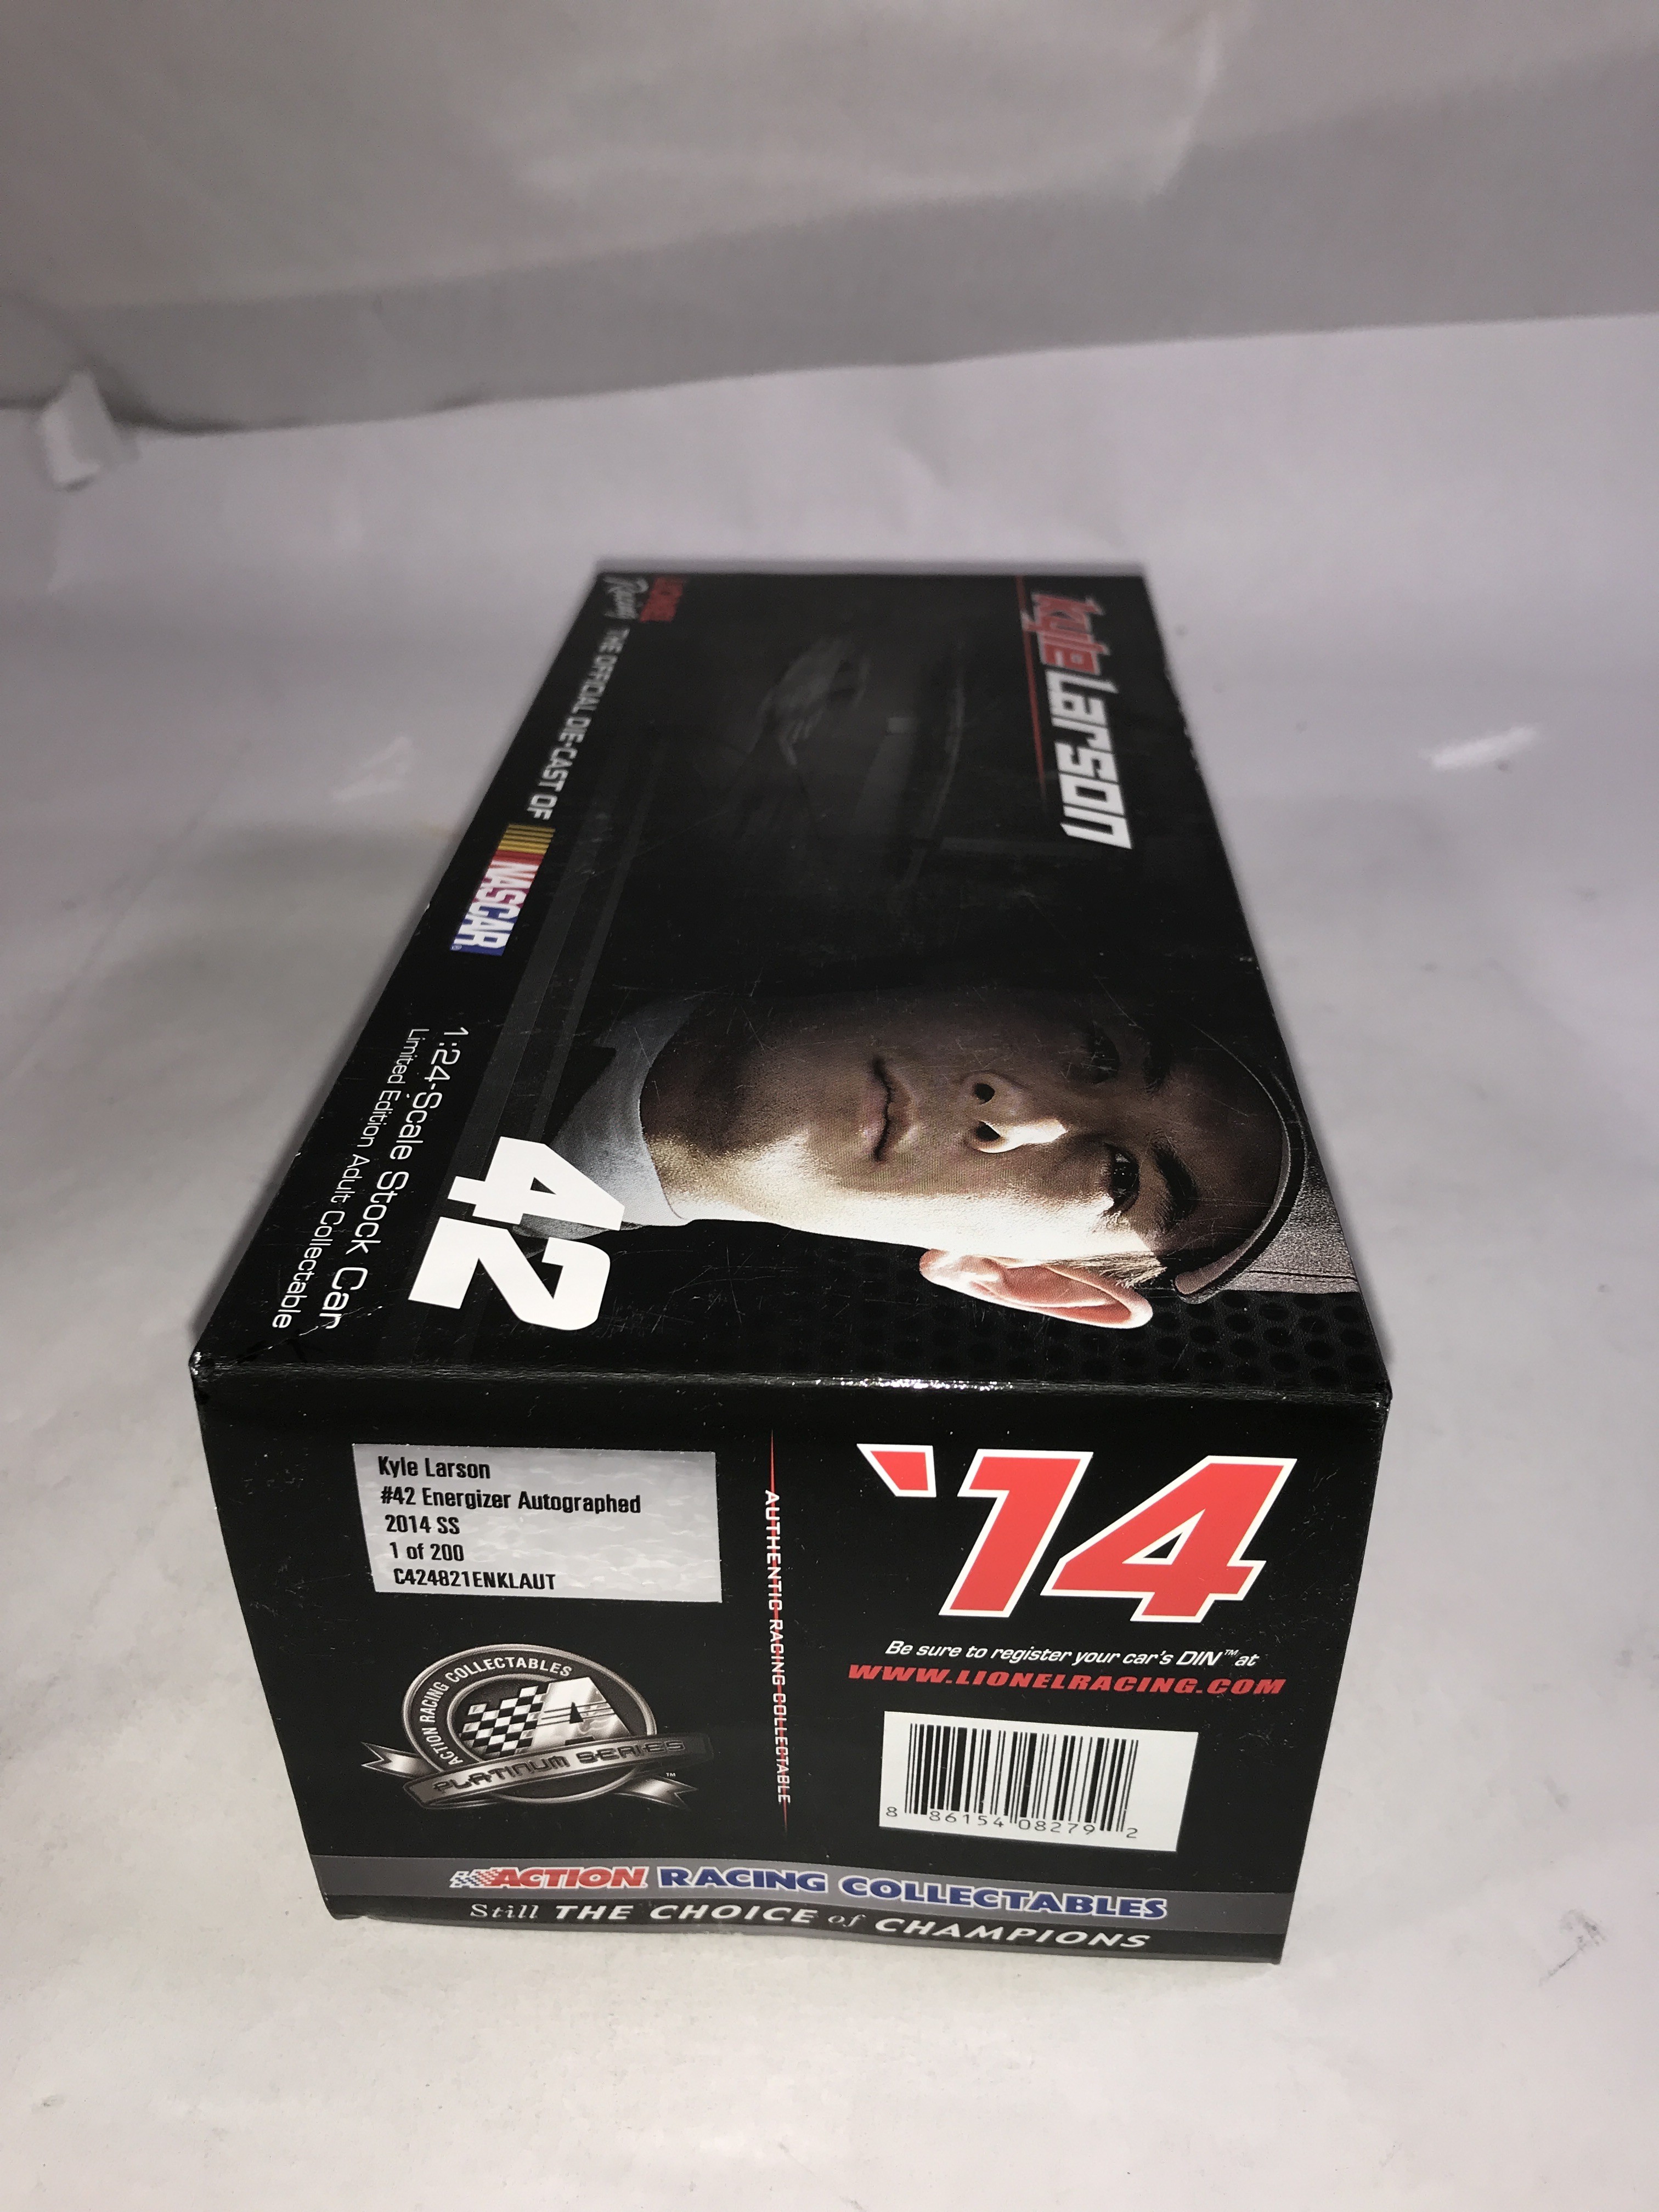 Kyle Larson
LIONEL
Racing
THE OFFICIAL DIE-CAST OF
NASCAR
1:24-Scale Stock Car
Limited Edition Adult Collectable
42
Kyle Larson
#42 Energizer Autographed
2014 SS
1 of 200
C424821ENKLAUT
ACTION RACING COLLECTABLES
A
PLATINUM SERIES™
AUTHENTIC RACING COLLECTABLE
'14
Be sure to register your car's DIN™ at
WWW.LIONELRACING.COM
8 86154 08279 2
ACTION RACING COLLECTABLES
Still THE CHOICE of CHAMPIONS